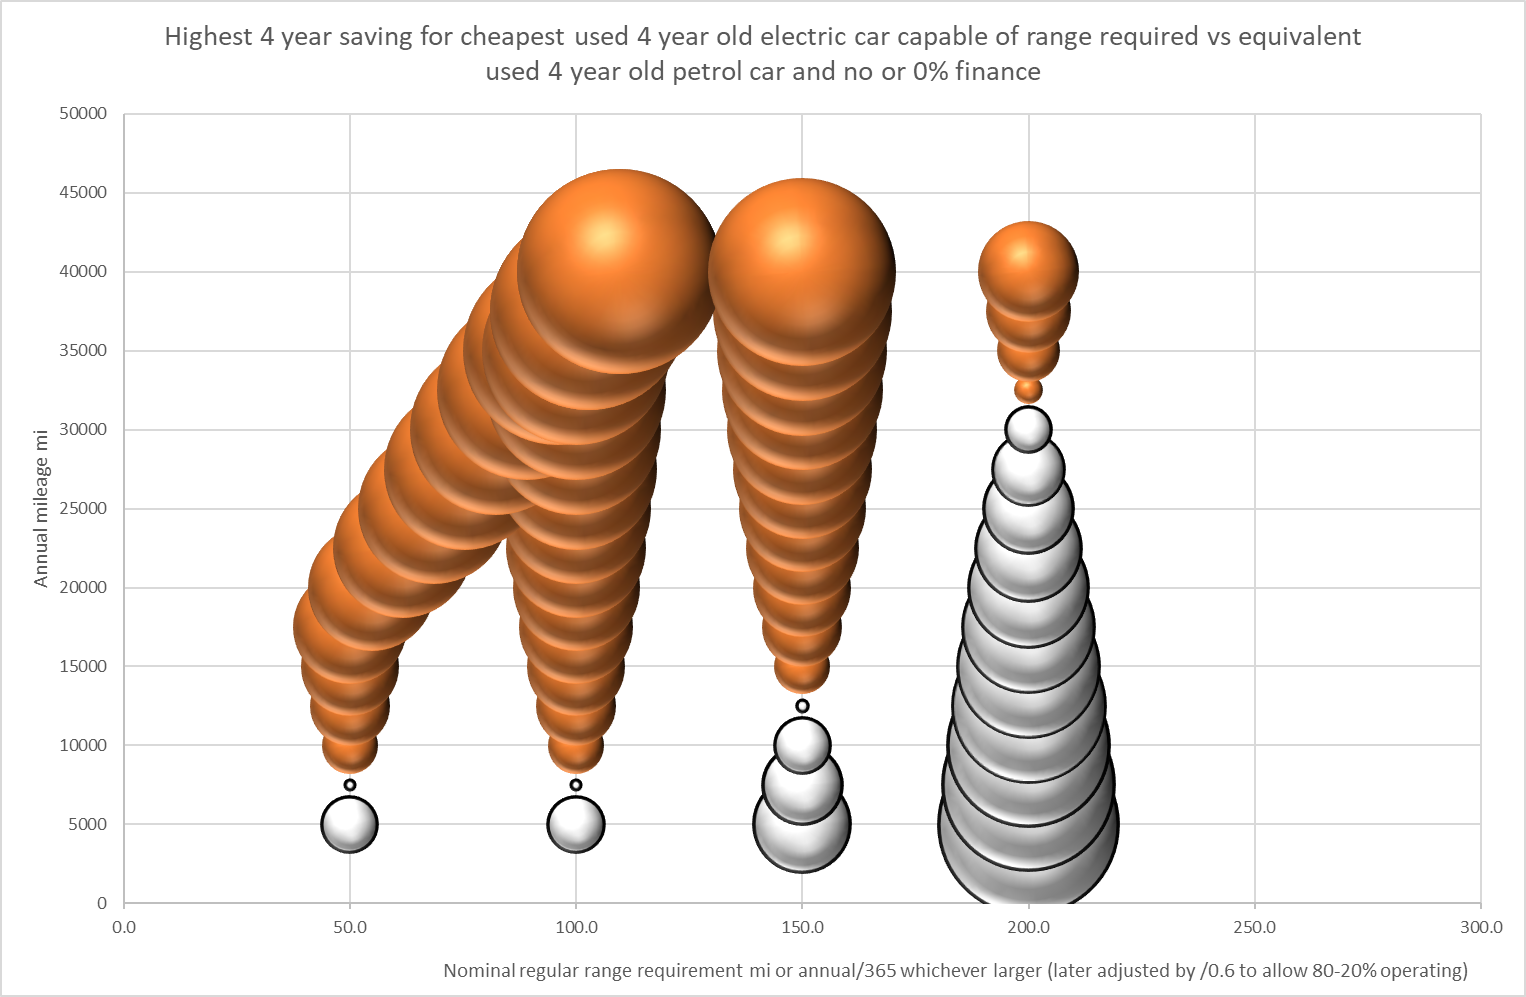 Highest 4 year saving for cheapest used 4 year old electric car capable of range required vs equivalent
used 4 year old petrol car and no or 0% finance
50000
45000
40000
35000
30000
25000
20000
15000
10000
5000
0
Annual mileage mi
0.0 50.0 100.0 150.0 200.0 250.0 300.0
Nominal regular range requirement mi or annual/365 whichever larger (later adjusted by /0.6 to allow 80-20% operating)